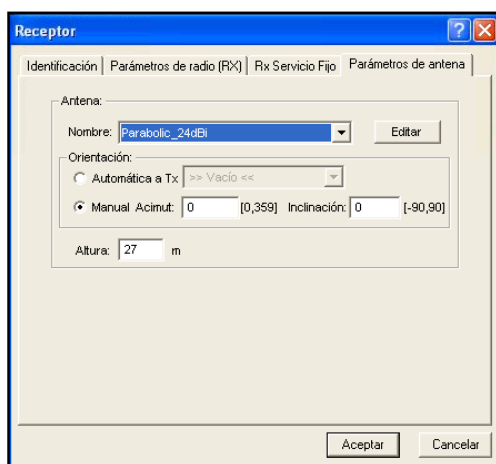 Receptor
Identificación Parámetros de radio (RX) Rx Servicio Fijo Parámetros de antena
Antena:
Nombre: Parabolic_24dBi Editar
Orientación:
Automática a Tx >> Vacío <<
Manual Acimut: 0 [0,359] Inclinación: 0 [-90,90]
Altura: 27 m
Aceptar Cancelar